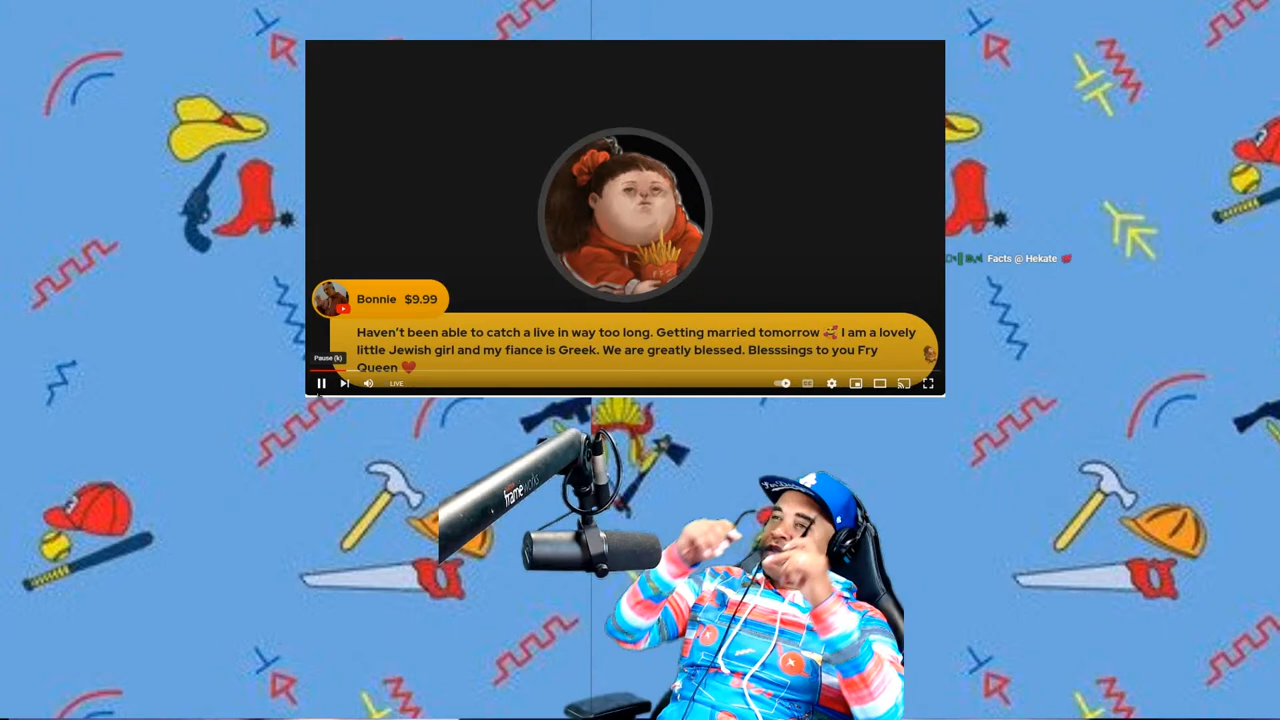 Facts @ Hekate
Bonnie $9.99
Haven't been able to catch a live in way too long. Getting married tomorrow I am a lovely
little Jewish girl and my fiance is Greek. We are greatly blessed. Blesssings to you Fry
Queen
Pause (k)
LIVE
frameworks